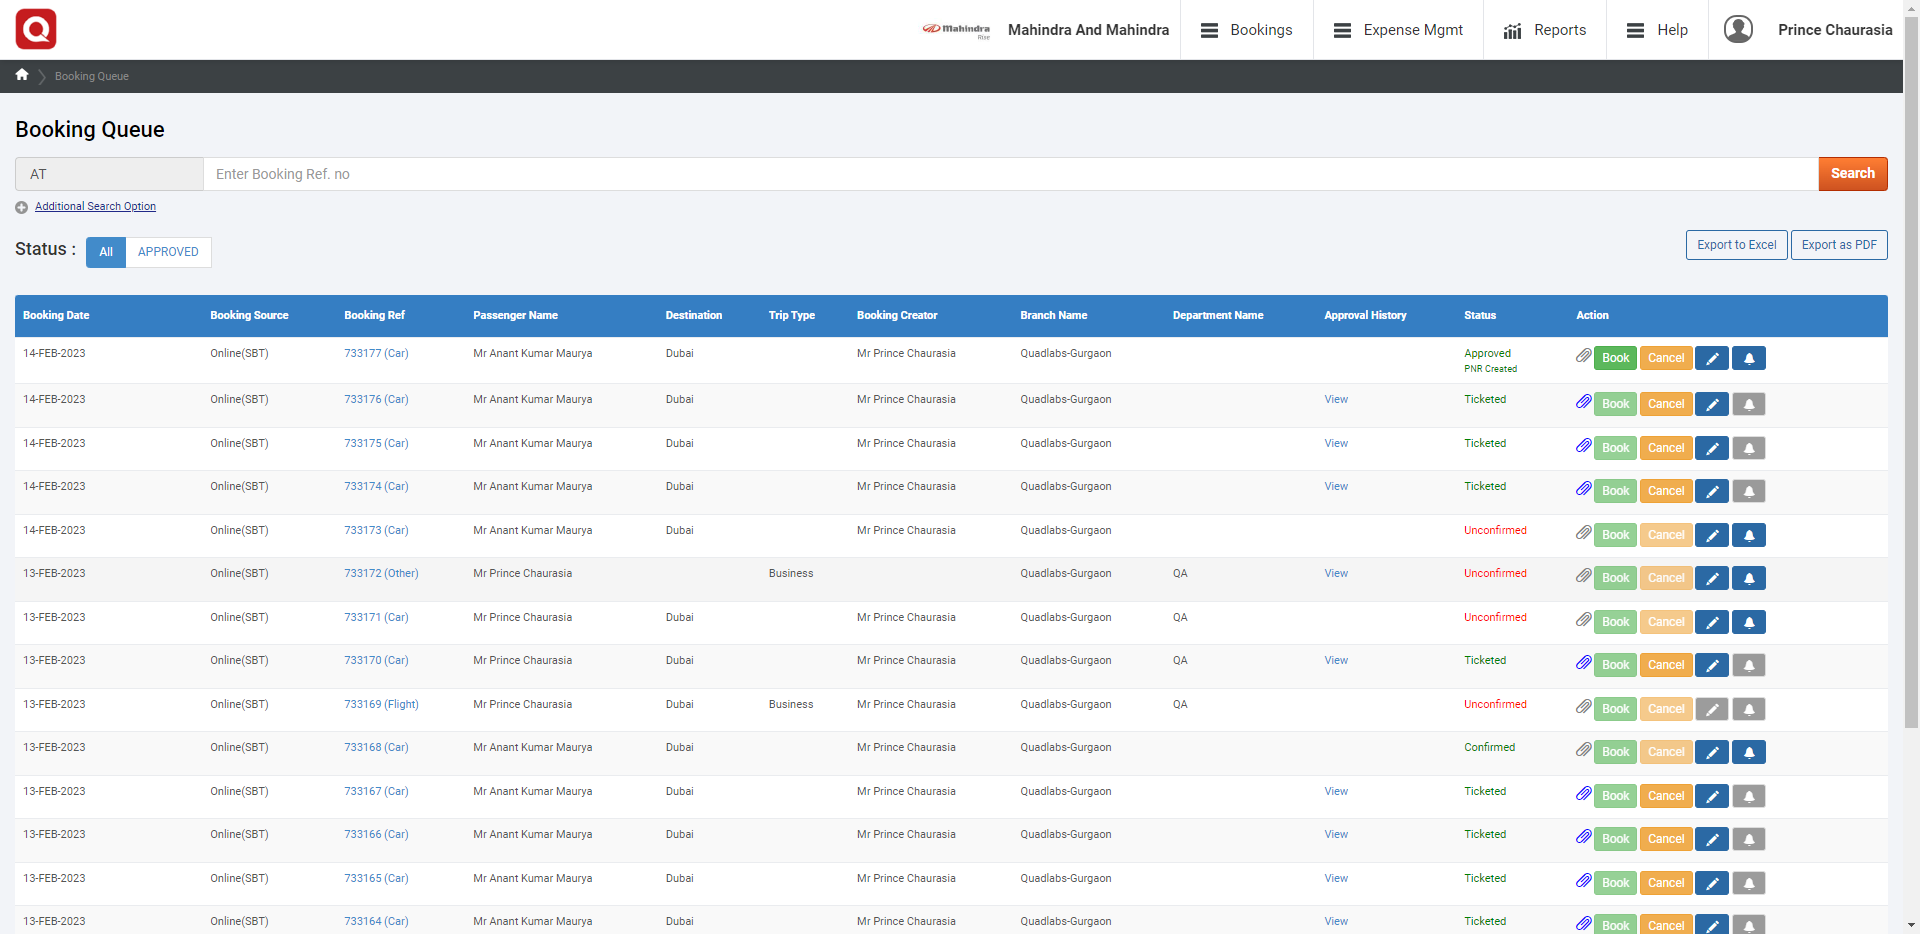 Mahindra Rise Mahindra And Mahindra Bookings Expense Mgmt Reports Help Prince Chaurasia
Booking Queue
Booking Queue
AT Enter Booking Ref. no Search
Additional Search Option
Status : All APPROVED Export to Excel Export as PDF
Booking Date Booking Source Booking Ref Passenger Name Destination Trip Type Booking Creator Branch Name Department Name Approval History Status Action
14-FEB-2023 Online(SBT) 733177 (Car) Mr Anant Kumar Maurya Dubai Mr Prince Chaurasia Quadlabs-Gurgaon Approved Book Cancel
PNR Created
14-FEB-2023 Online(SBT) 733176 (Car) Mr Anant Kumar Maurya Dubai Mr Prince Chaurasia Quadlabs-Gurgaon View Ticketed Book Cancel
14-FEB-2023 Online(SBT) 733175 (Car) Mr Anant Kumar Maurya Dubai Mr Prince Chaurasia Quadlabs-Gurgaon View Ticketed Book Cancel
14-FEB-2023 Online(SBT) 733174 (Car) Mr Anant Kumar Maurya Dubai Mr Prince Chaurasia Quadlabs-Gurgaon View Ticketed Book Cancel
14-FEB-2023 Online(SBT) 733173 (Car) Mr Anant Kumar Maurya Dubai Mr Prince Chaurasia Quadlabs-Gurgaon Unconfirmed Book Cancel
13-FEB-2023 Online(SBT) 733172 (Other) Mr Prince Chaurasia Business Quadlabs-Gurgaon QA View Unconfirmed Book Cancel
13-FEB-2023 Online(SBT) 733171 (Car) Mr Prince Chaurasia Dubai Mr Prince Chaurasia Quadlabs-Gurgaon QA Unconfirmed Book Cancel
13-FEB-2023 Online(SBT) 733170 (Car) Mr Prince Chaurasia Dubai Mr Prince Chaurasia Quadlabs-Gurgaon QA View Ticketed Book Cancel
13-FEB-2023 Online(SBT) 733169 (Flight) Mr Prince Chaurasia Dubai Business Mr Prince Chaurasia Quadlabs-Gurgaon QA Unconfirmed Book Cancel
13-FEB-2023 Online(SBT) 733168 (Car) Mr Anant Kumar Maurya Dubai Mr Prince Chaurasia Quadlabs-Gurgaon Confirmed Book Cancel
13-FEB-2023 Online(SBT) 733167 (Car) Mr Anant Kumar Maurya Dubai Mr Prince Chaurasia Quadlabs-Gurgaon View Ticketed Book Cancel
13-FEB-2023 Online(SBT) 733166 (Car) Mr Anant Kumar Maurya Dubai Mr Prince Chaurasia Quadlabs-Gurgaon View Ticketed Book Cancel
13-FEB-2023 Online(SBT) 733165 (Car) Mr Anant Kumar Maurya Dubai Mr Prince Chaurasia Quadlabs-Gurgaon View Ticketed Book Cancel
13-FEB-2023 Online(SBT) 733164 (Car) Mr Anant Kumar Maurya Dubai Mr Prince Chaurasia Quadlabs-Gurgaon View Ticketed Book Cancel